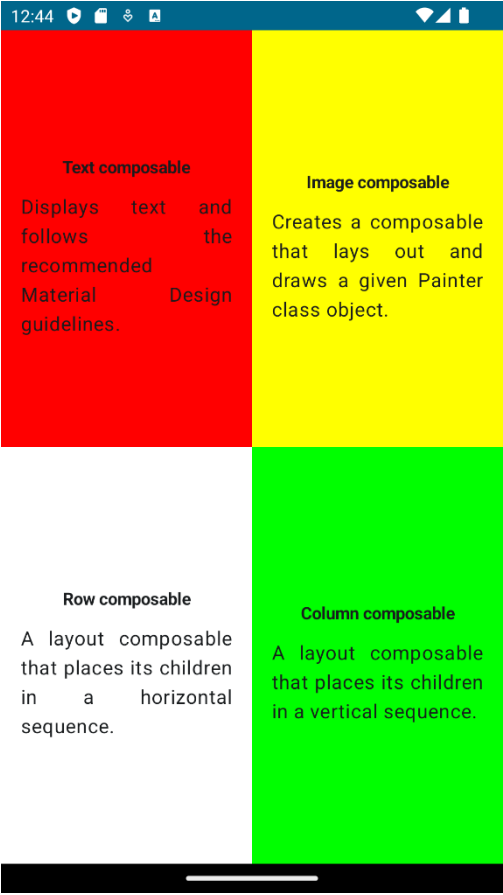 12:44
Text composable
Displays text and
follows the
recommended
Material Design
guidelines.
Image composable
Creates a composable
that lays out and
draws a given Painter
class object.
Row composable
A layout composable
that places its children
in a horizontal
sequence.
Column composable
A layout composable
that places its children
in a vertical sequence.